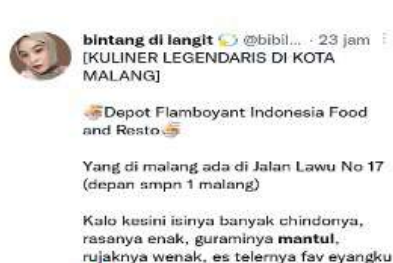 bintang di langit @bibil... · 23 jam
[KULINER LEGENDARIS DI KOTA
MALANG]
🍜Depot Flamboyant Indonesia Food
and Resto🍜
Yang di malang ada di Jalan Lawu No 17
(depan smpn 1 malang)
Kalo kesini isinya banyak chindonya,
rasanya enak, guraminya mantul,
rujaknya wenak, es telernya fav eyangku